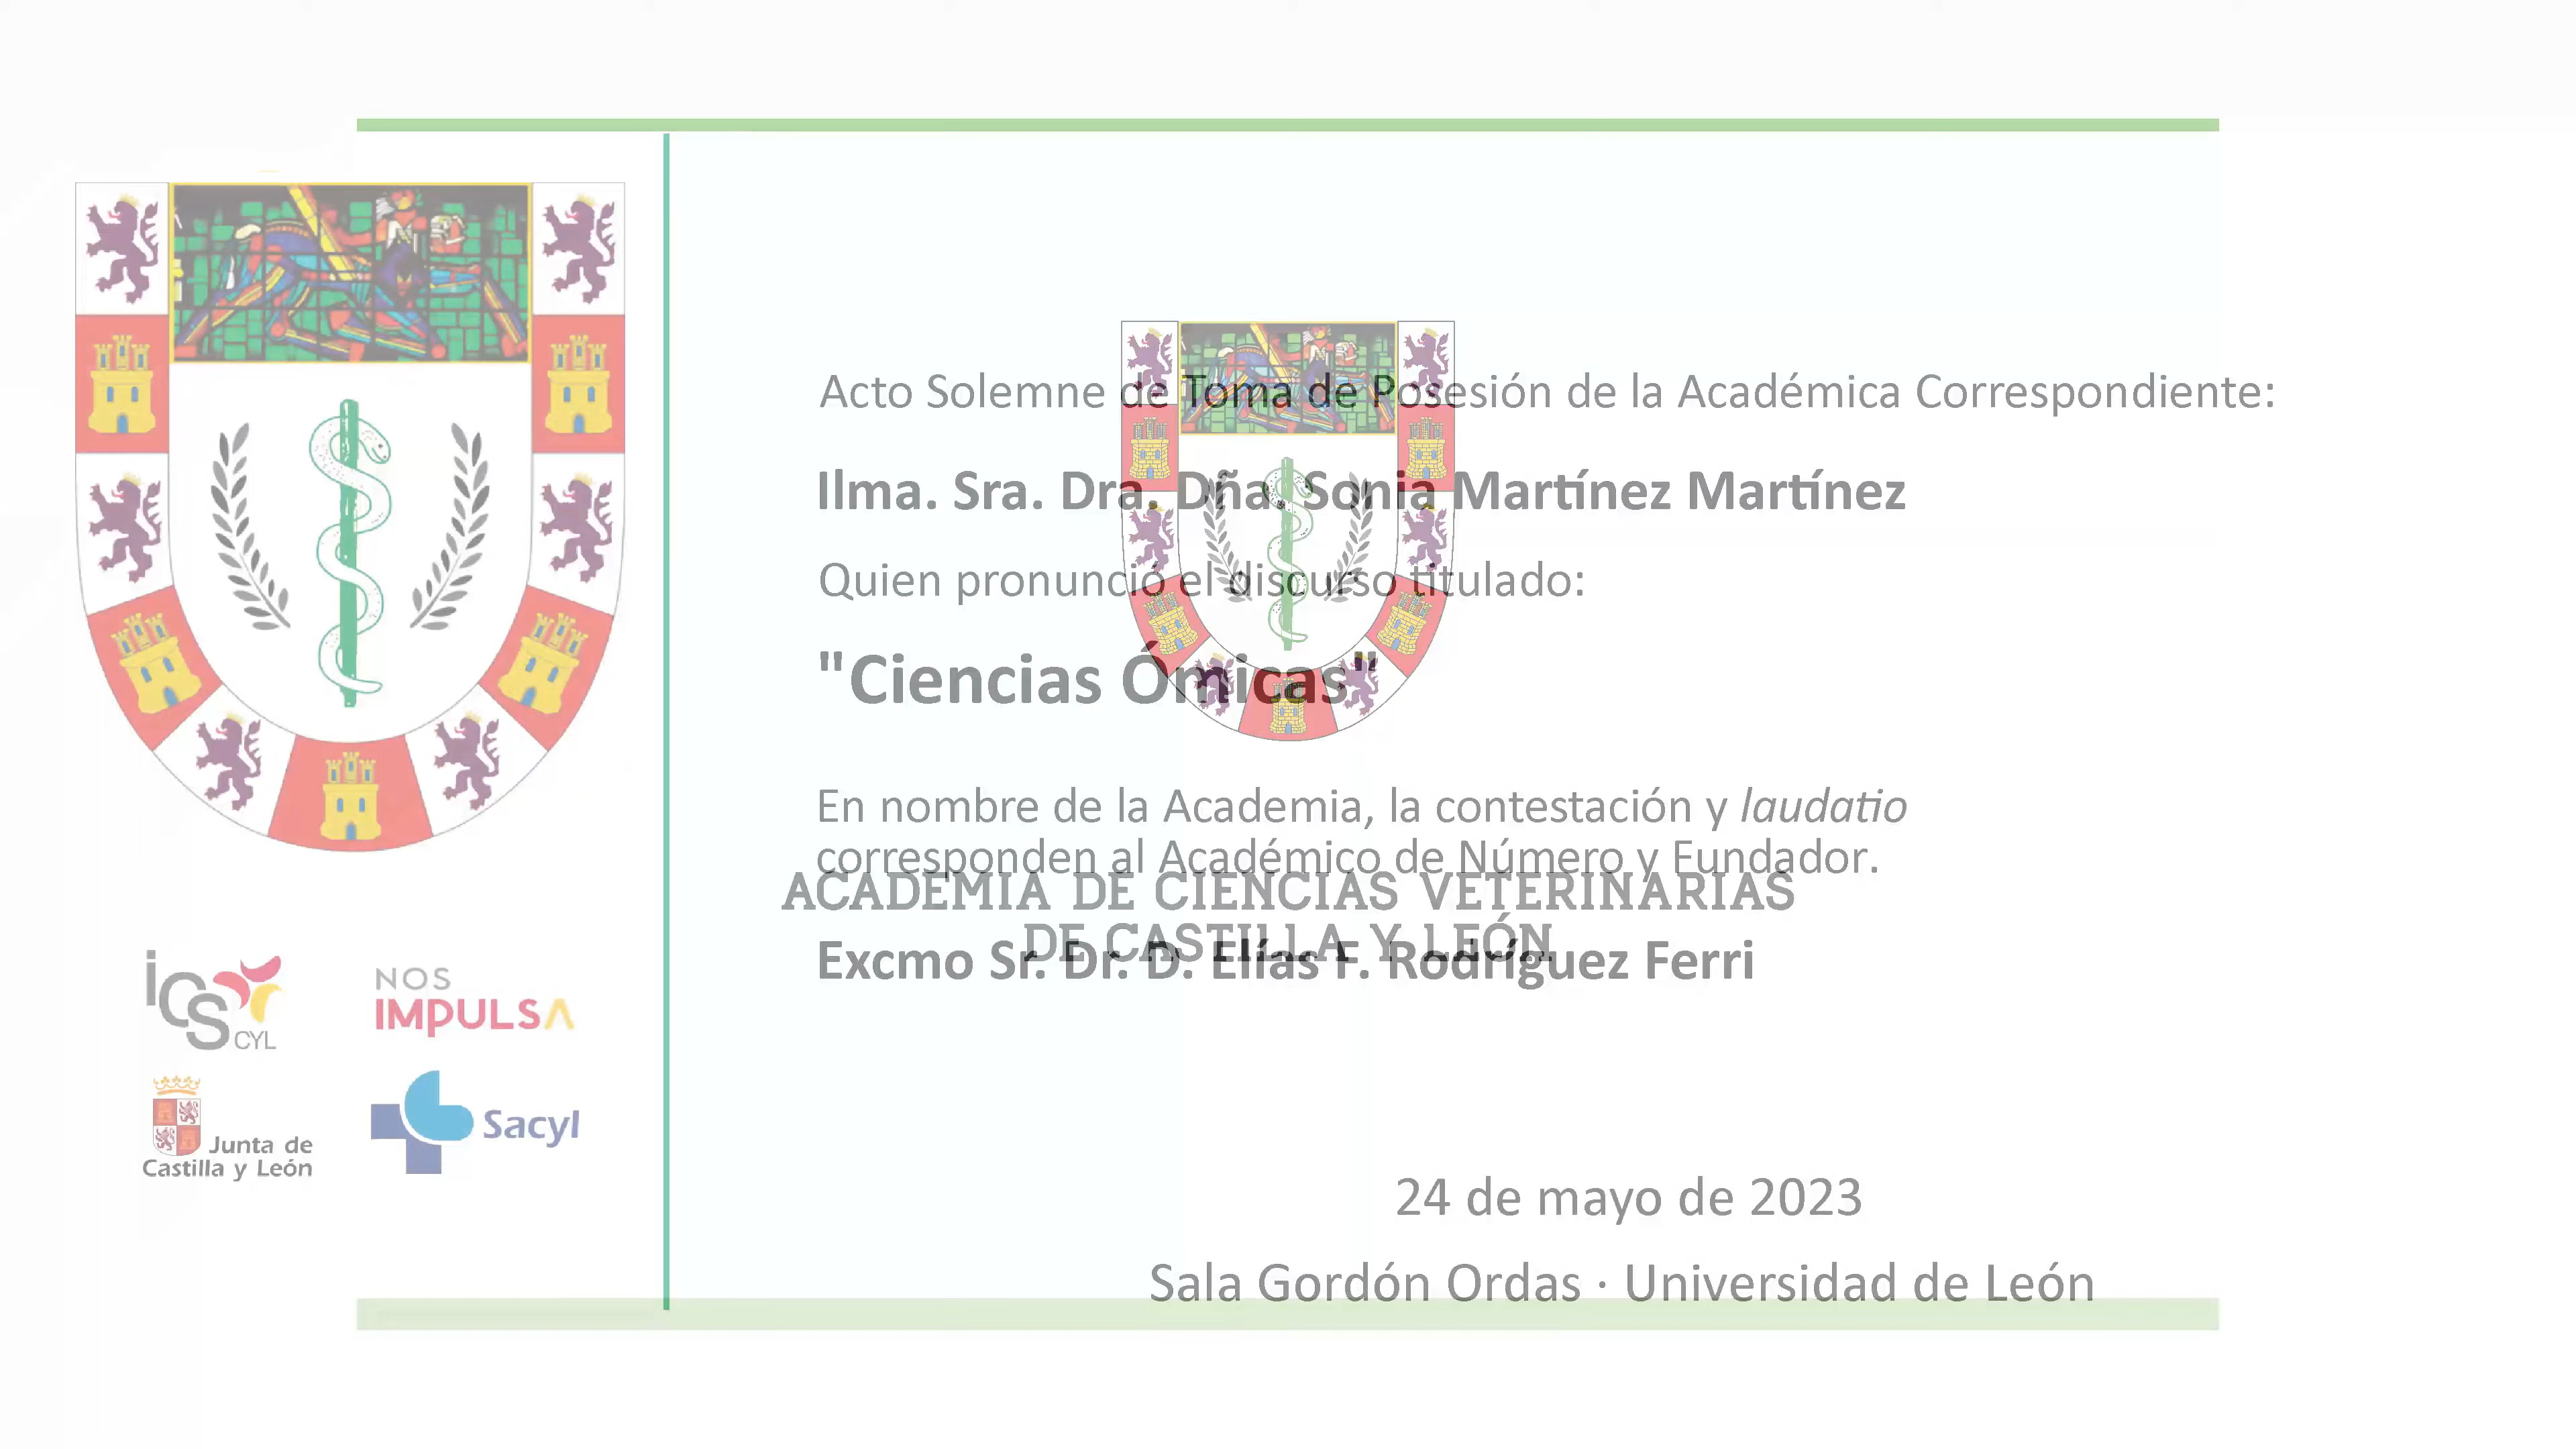 Acto Solemne de Toma de Posesión de la Académica Correspondiente:
Ilma. Sra. Dra. Dña. Sonia Martínez Martínez
Quien pronunció el discurso titulado:
"Ciencias Ómicas"
En nombre de la Academia, la contestación y laudatio
corresponden al Académico de Número y Fundador.
ACADEMIA DE CIENCIAS VETERINARIAS
DE CASTILLA Y LEÓN
Excmo Sr. Dr. D. Elías F. Rodríguez Ferri
ics CYL
NOS
IMPULSA
Junta de
Castilla y León
Sacyl
24 de mayo de 2023
Sala Gordón Ordas · Universidad de León